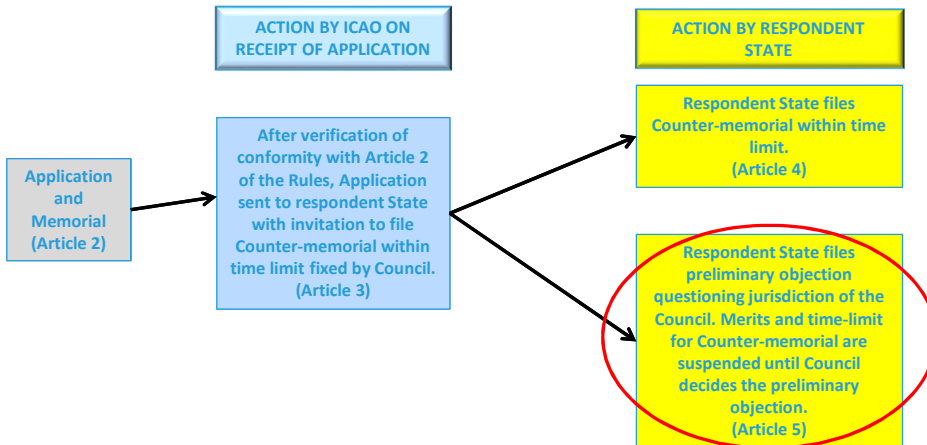 ACTION BY ICAO ON
RECEIPT OF APPLICATION
ACTION BY RESPONDENT
STATE
Application
and
Memorial
(Article 2)
After verification of
conformity with Article 2
of the Rules, Application
sent to respondent State
with invitation to file
Counter-memorial within
time limit fixed by Council.
(Article 3)
Respondent State files
Counter-memorial within time
limit.
(Article 4)
Respondent State files
preliminary objection
questioning jurisdiction of the
Council. Merits and time-limit
for Counter-memorial are
suspended until Council
decides the preliminary
objection.
(Article 5)